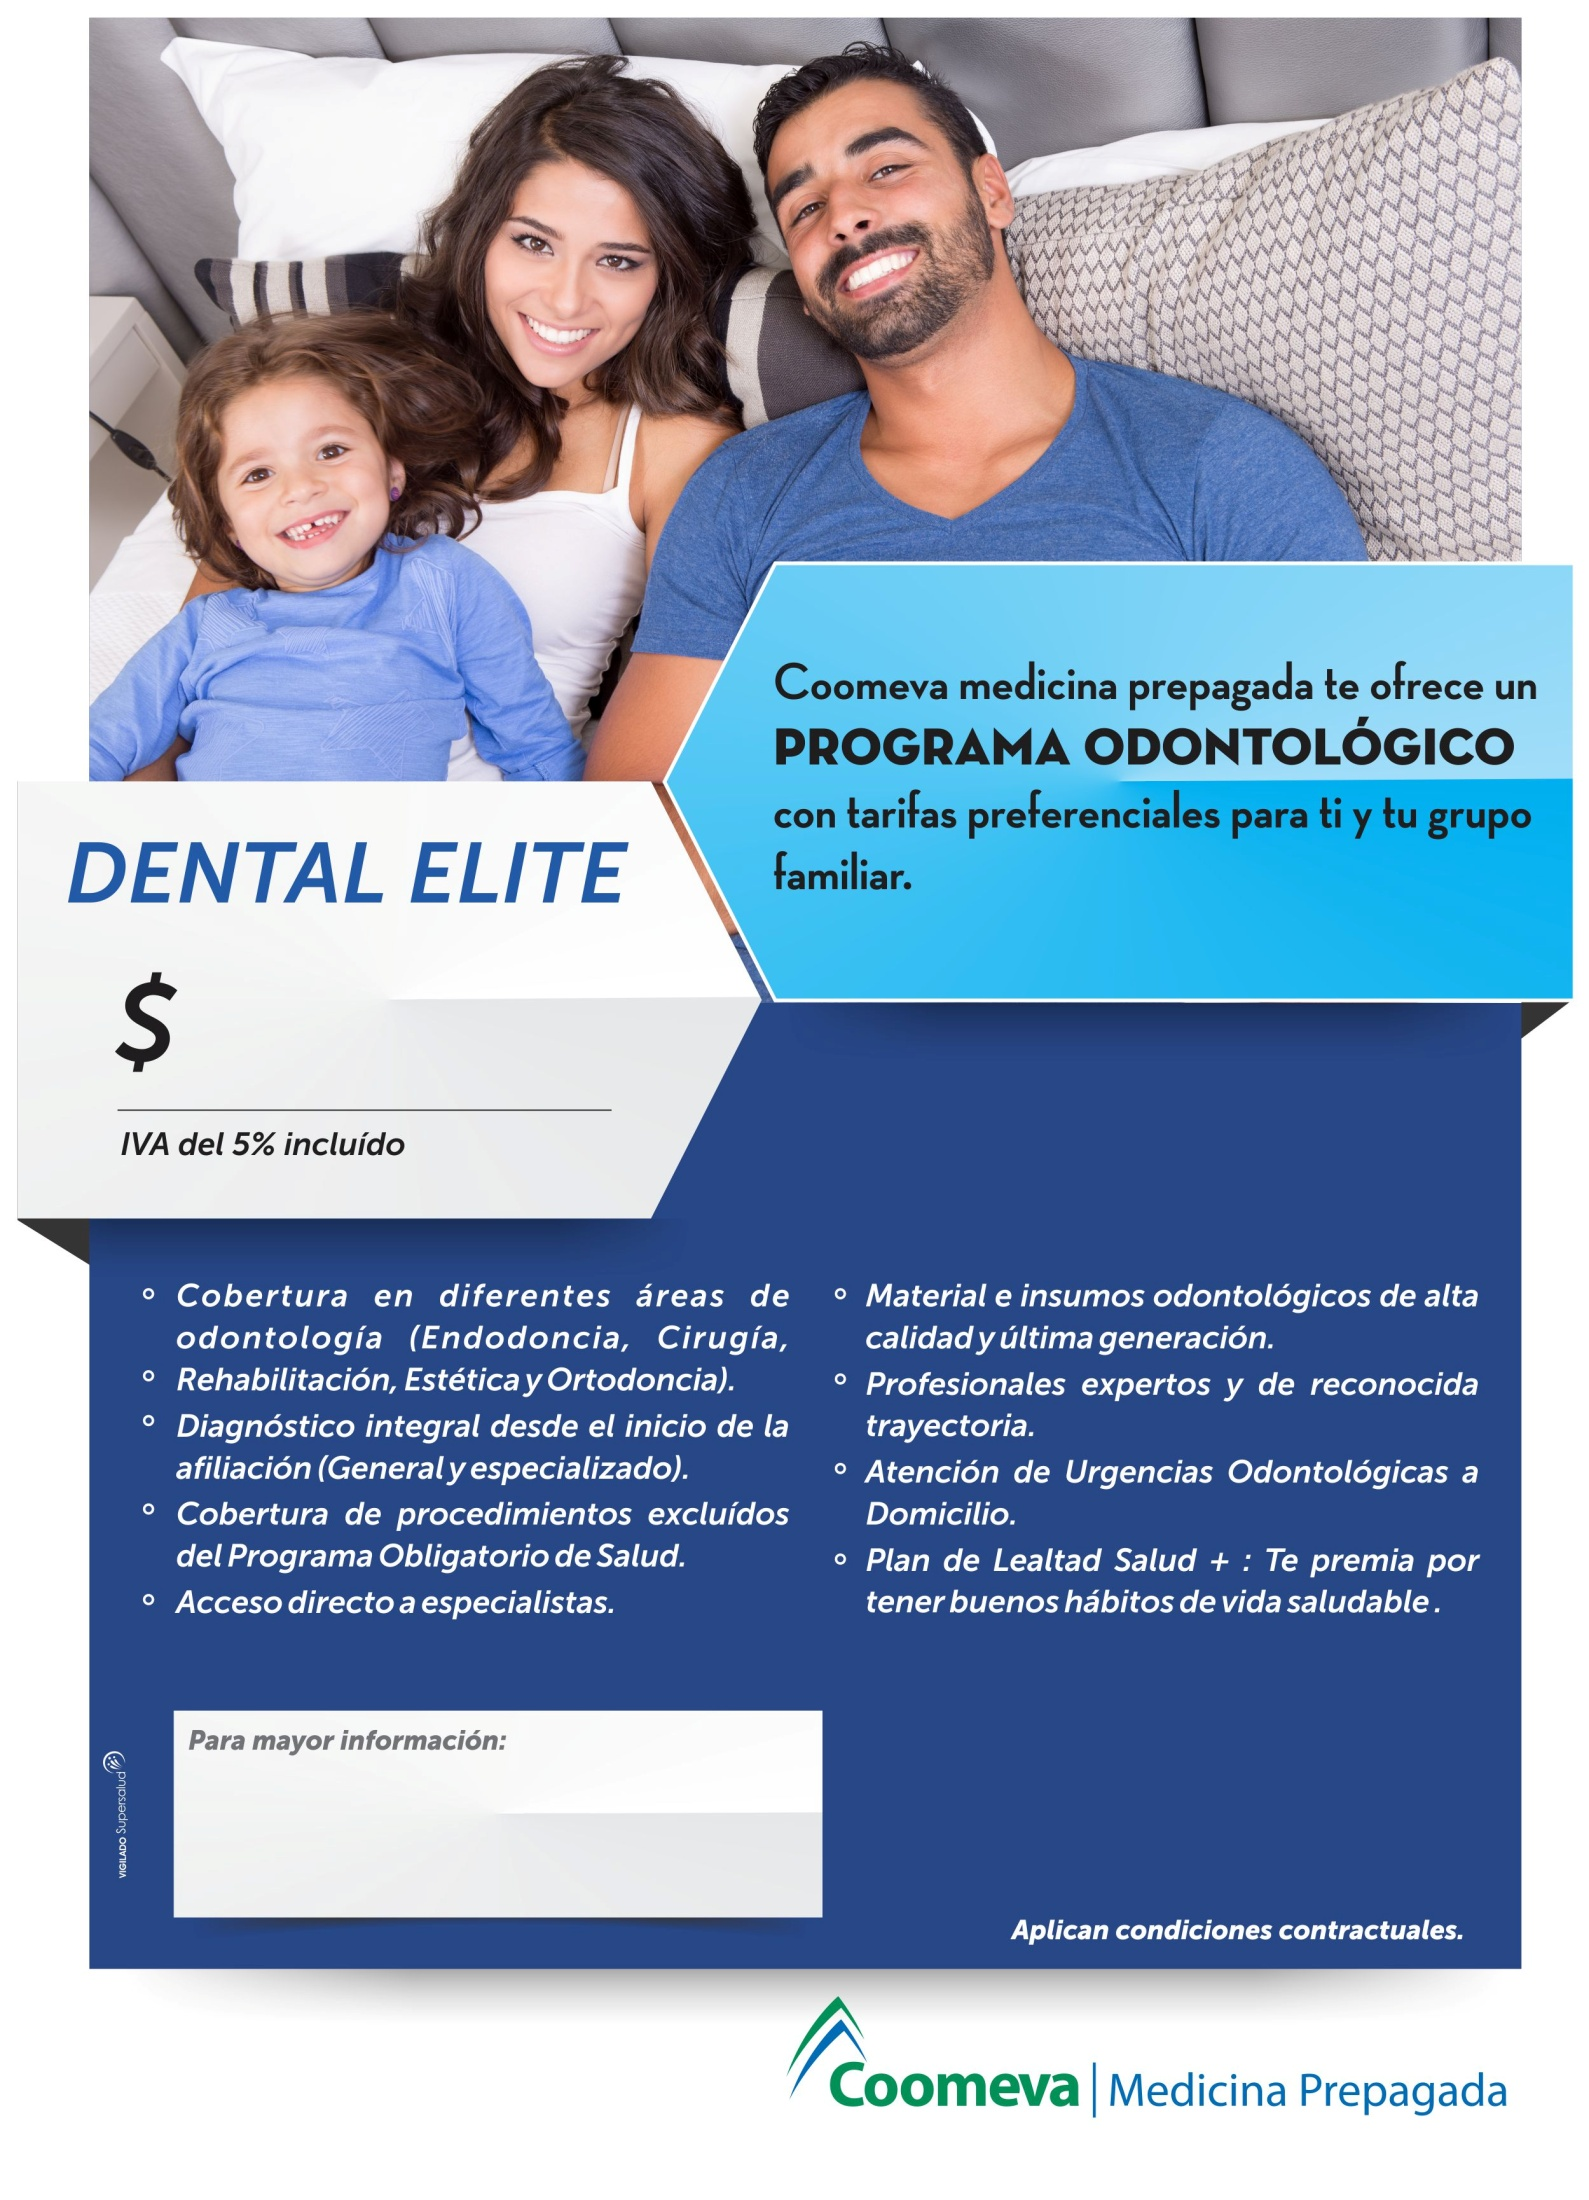 Coomeva medicina prepagada te ofrece un
PROGRAMA ODONTOLÓGICO
con tarifas preferenciales para ti y tu grupo
familiar.
DENTAL ELITE
$
IVA del 5% incluído
Cobertura en diferentes áreas de
odontología (Endodoncia, Cirugía,
Rehabilitación, Estética y Ortodoncia).
Diagnóstico integral desde el inicio de la
afiliación (General y especializado).
Cobertura de procedimientos excluídos
del Programa Obligatorio de Salud.
Acceso directo a especialistas.
Material e insumos odontológicos de alta
calidad y última generación.
Profesionales expertos y de reconocida
trayectoria.
Atención de Urgencias Odontológicas a
Domicilio.
Plan de Lealtad Salud + : Te premia por
tener buenos hábitos de vida saludable .
Para mayor información:
VIGILADO Supersalud
Aplican condiciones contractuales.
Coomeva | Medicina Prepagada